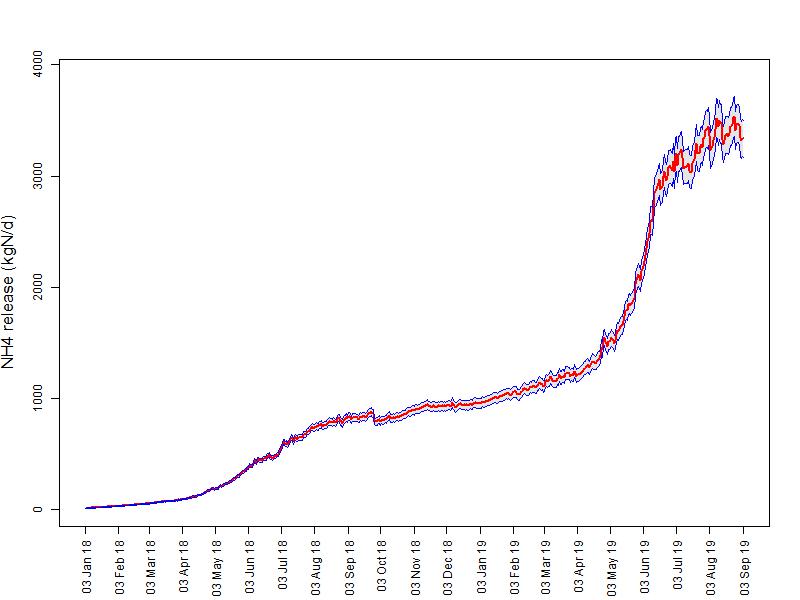 NH4 release (kgN/d)
4000
3000
2000
1000
0
03 Jan 18
03 Feb 18
03 Mar 18
03 Apr 18
03 May 18
03 Jun 18
03 Jul 18
03 Aug 18
03 Sep 18
03 Oct 18
03 Nov 18
03 Dec 18
03 Jan 19
03 Feb 19
03 Mar 19
03 Apr 19
03 May 19
03 Jun 19
03 Jul 19
03 Aug 19
03 Sep 19